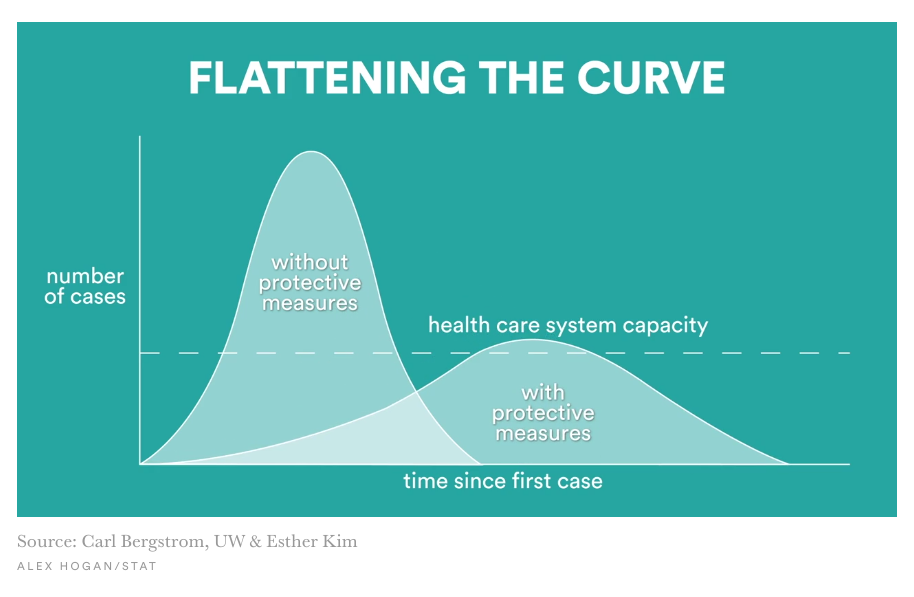 FLATTENING THE CURVE
number
of cases
without
protective
measures
health care system capacity
with
protective
measures
time since first case
Source: Carl Bergstrom, UW & Esther Kim
ALEX HOGAN/STAT